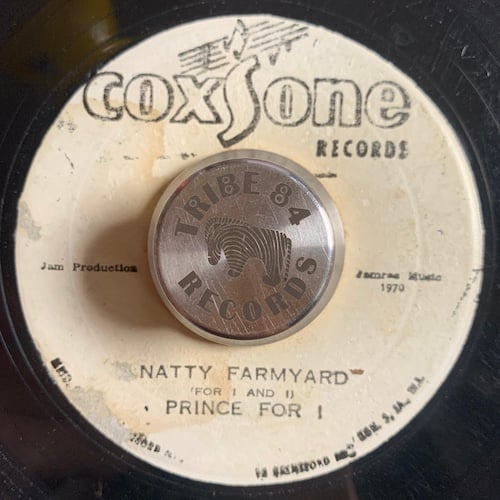 coxsone
RECORDS
TRIBE 84
RECORDS
Jam Production
Jamrec Music
1970
NATTY FARMYARD
(FOR I AND I)
PRINCE FOR I